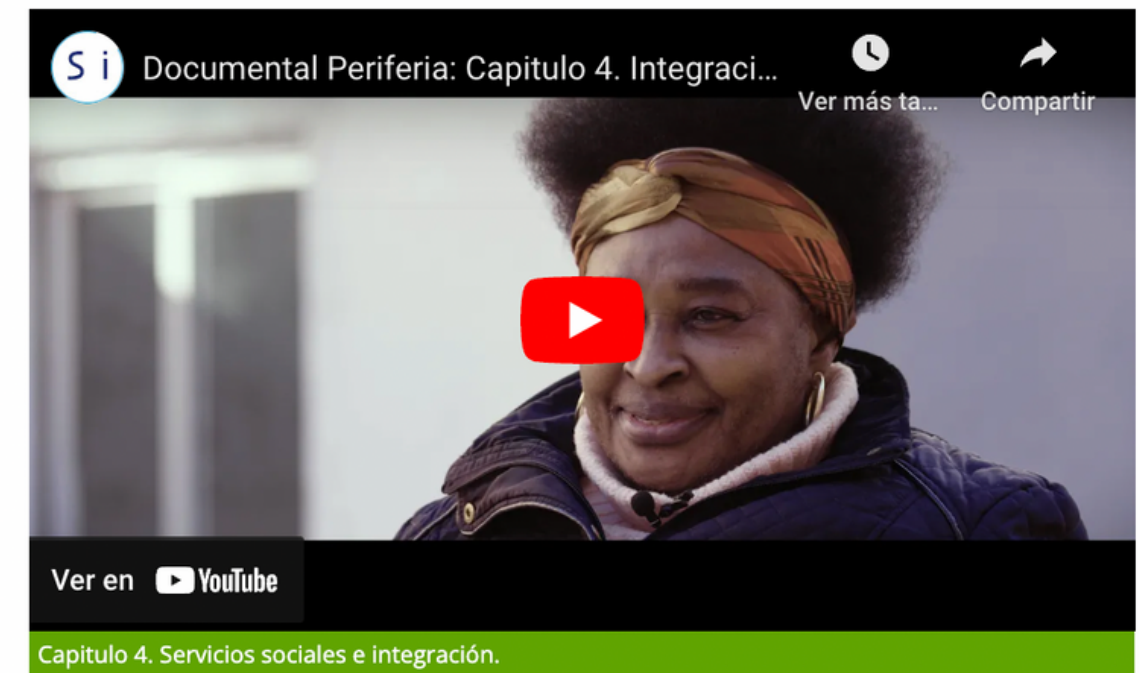 S i
Documental Periferia: Capitulo 4. Integraci...
Ver más ta...
Compartir
Ver en YouTube
Capitulo 4. Servicios sociales e integración.